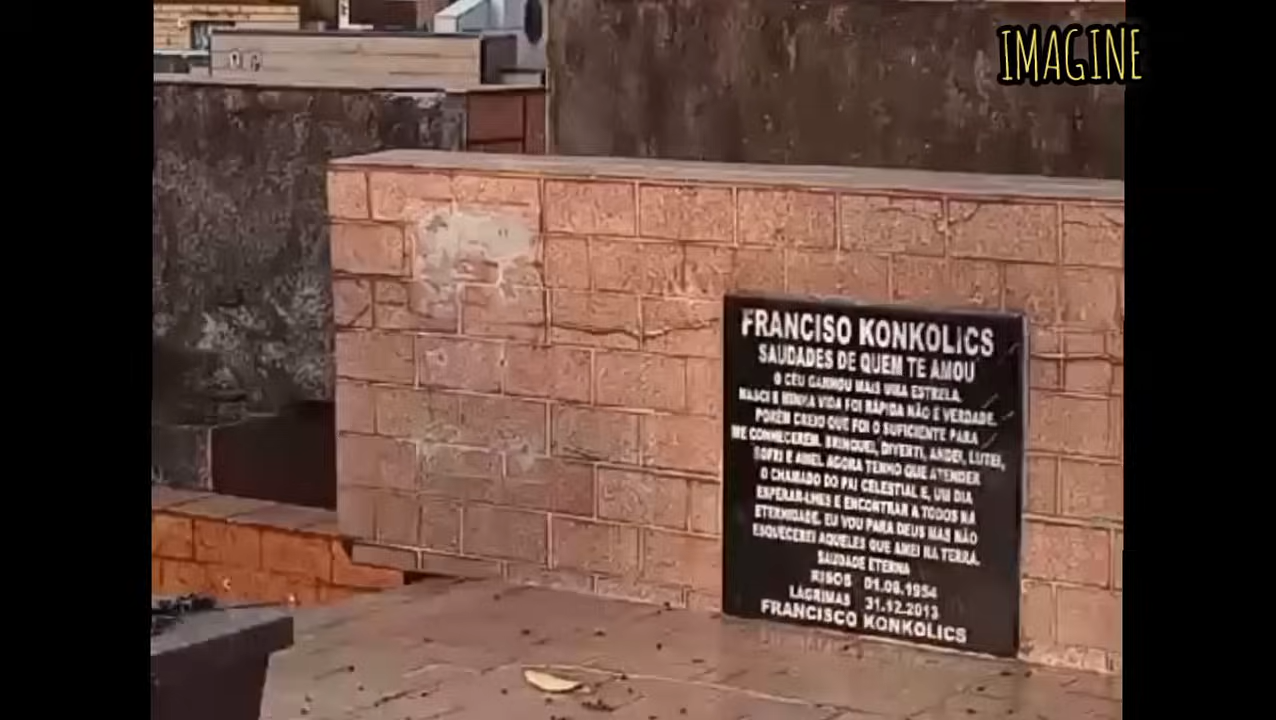 IMAGINE
FRANCISO KONKOLICS
SAUDADES DE QUEM TE AMOU
O CÉU GANHOU MAIS UMA ESTRELA.
NASCI E MINHA VIDA FOI RÁPIDA NÃO É VERDADE.
PORÉM CREIO QUE FOI O SUFICIENTE PARA
ME CONHECEREM. BRINQUEI, DIVERTI, ANDEI, LUTEI,
SOFRI E AMEI. AGORA TENHO QUE ATENDER
O CHAMADO DO PAI CELESTIAL E, UM DIA
ESPERAR-LHES E ENCONTRAR A TODOS NA
ETERNIDADE. EU VOU PARA DEUS MAS NÃO
ESQUECEREI AQUELES QUE AMEI NA TERRA.
SAUDADE ETERNA
RISOS 01.08.1954
LÁGRIMAS 31.12.2013
FRANCISCO KONKOLICS